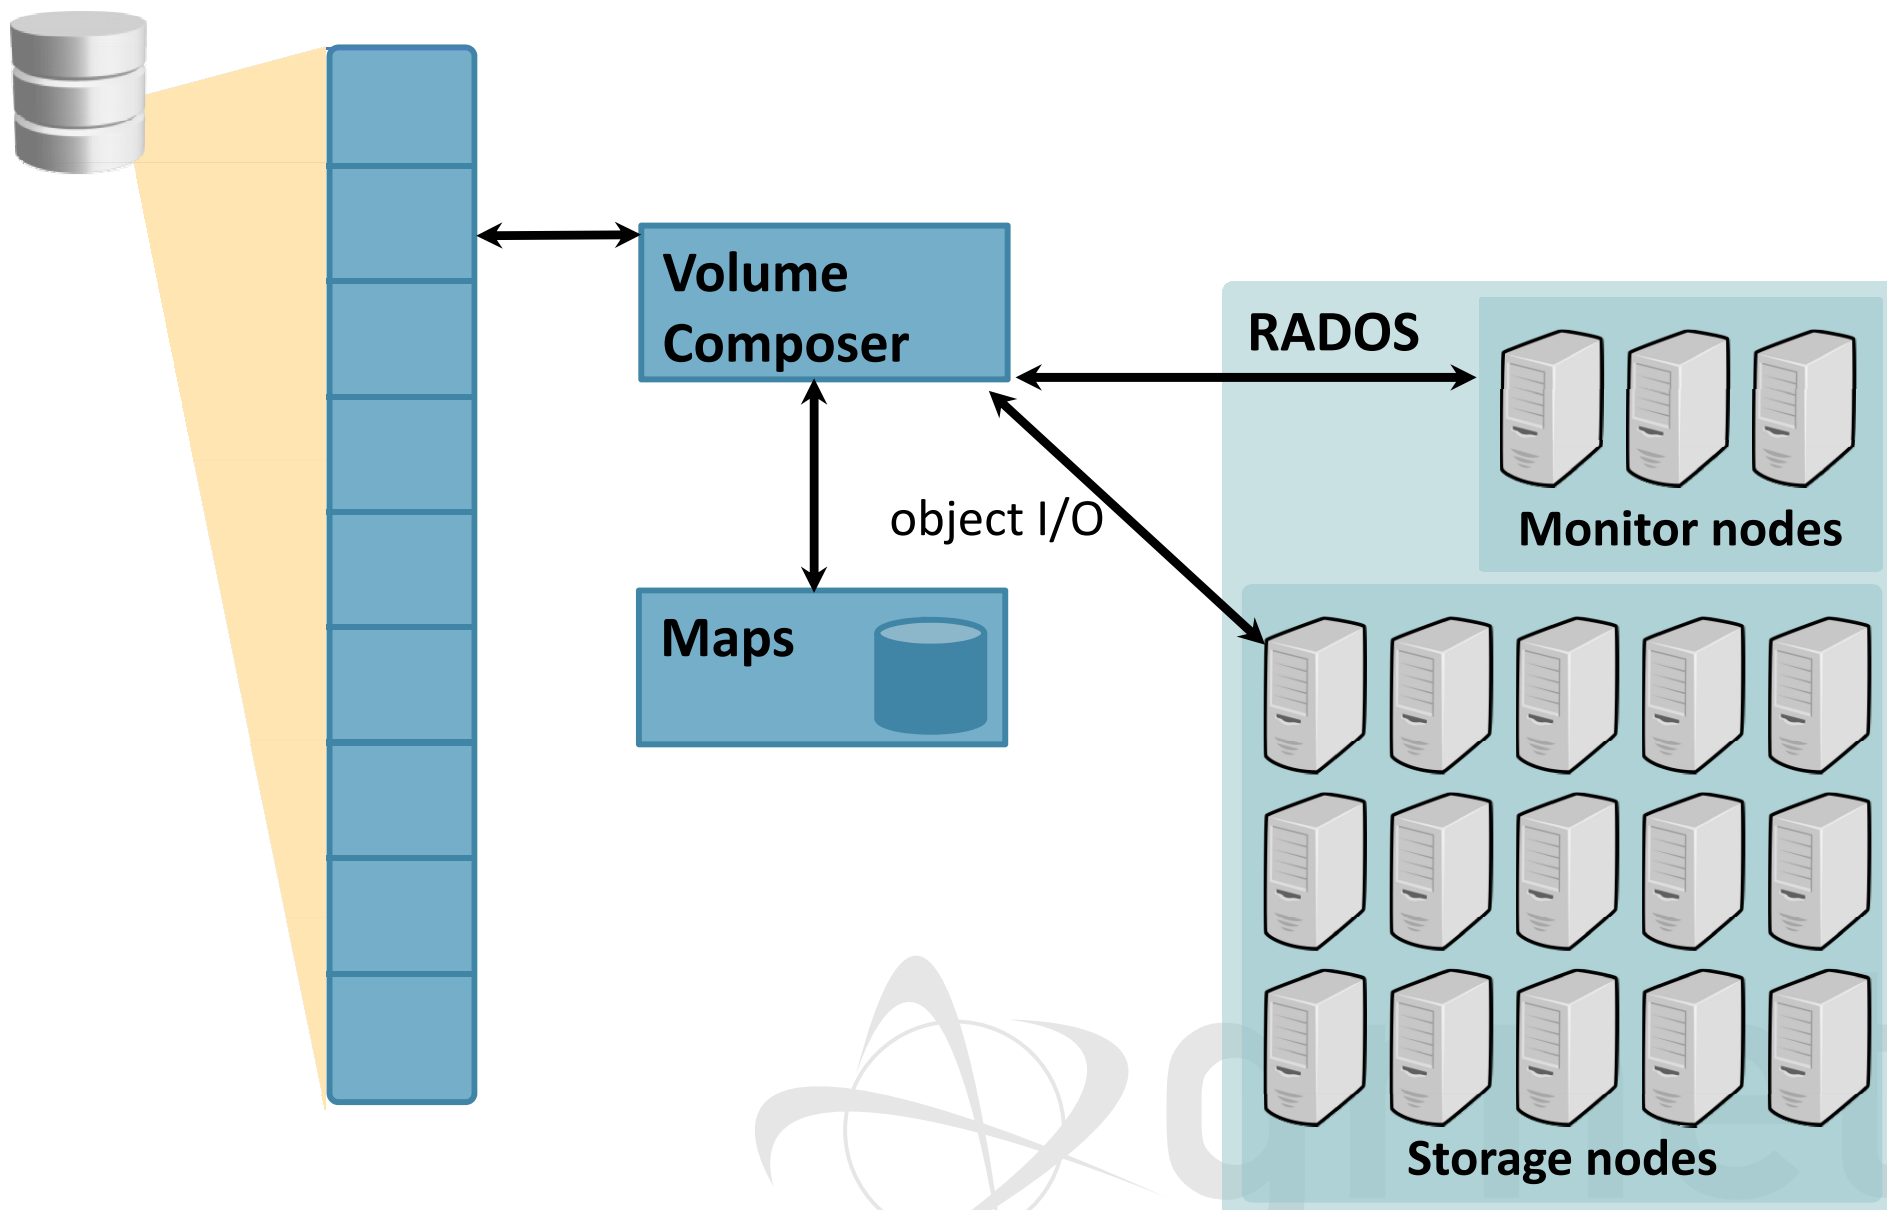 Volume
Composer
RADOS
object I/O
Monitor nodes
Maps
Storage nodes